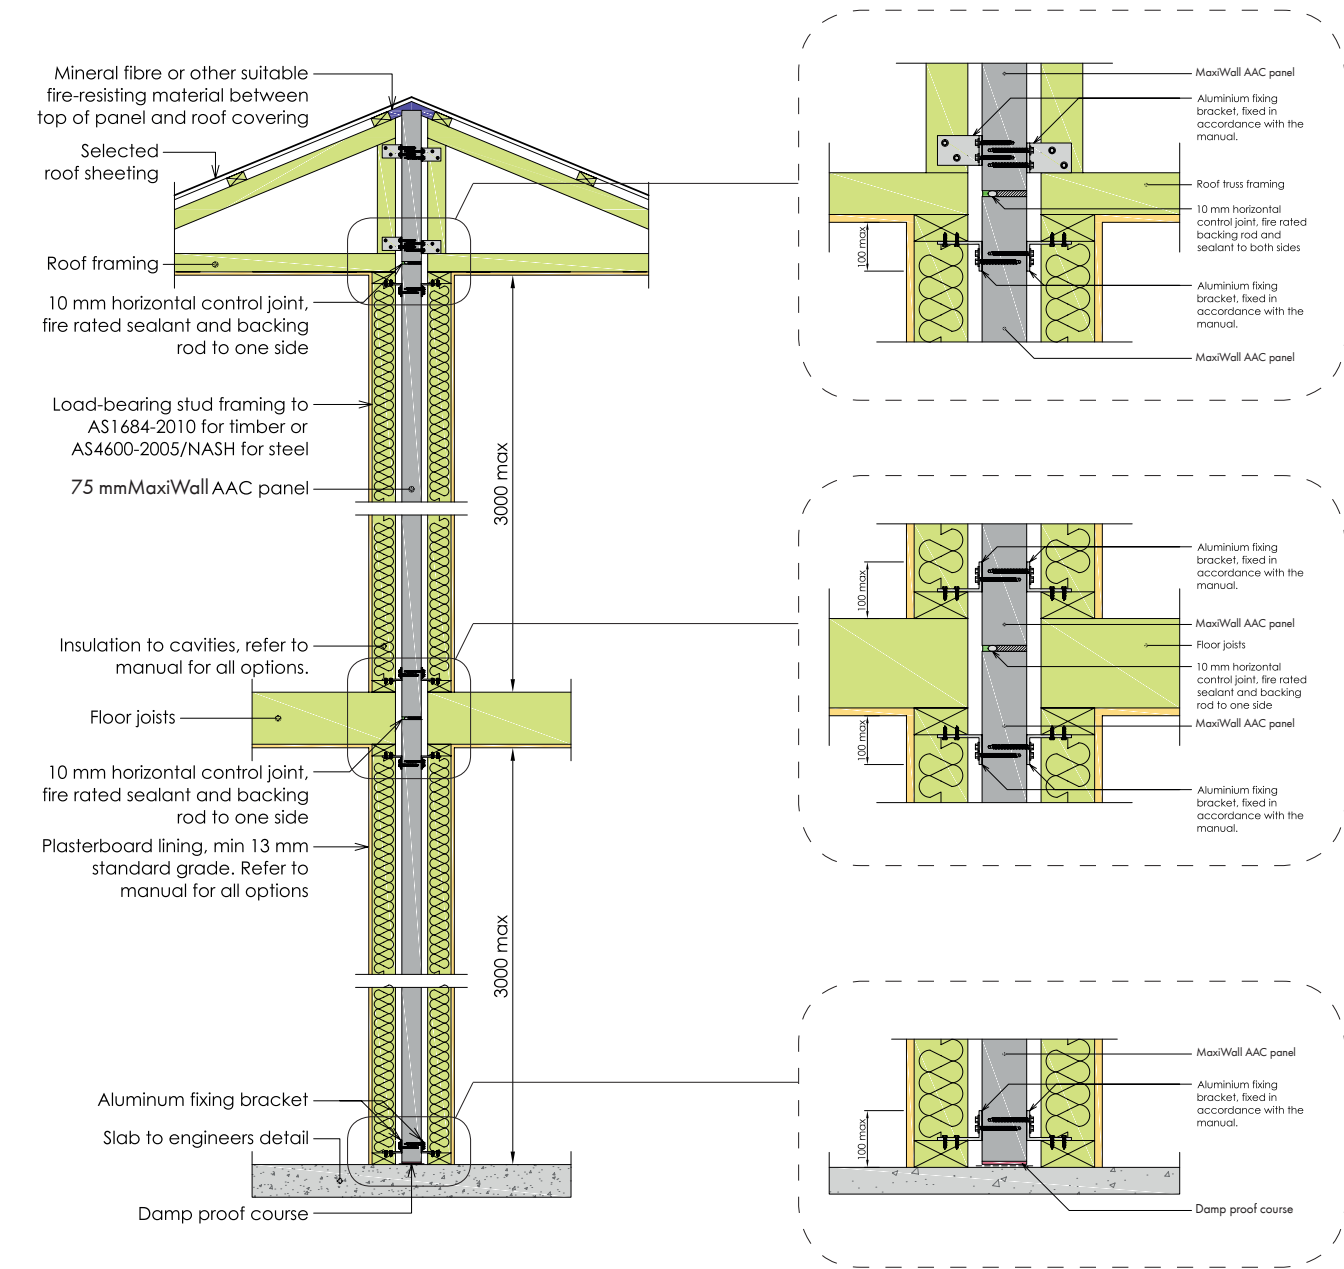 Mineral fibre or other suitable
fire-resisting material between
top of panel and roof covering
Selected
roof sheeting
Roof framing
10 mm horizontal control joint,
fire rated sealant and backing
rod to one side
Load-bearing stud framing to
AS1684-2010 for timber or
AS4600-2005/NASH for steel
75 mmMaxiWall AAC panel
3000 max
Insulation to cavities, refer to
manual for all options.
Floor joists
10 mm horizontal control joint,
fire rated sealant and backing
rod to one side
Plasterboard lining, min 13 mm
standard grade. Refer to
manual for all options
3000 max
Aluminum fixing bracket
Slab to engineers detail
Damp proof course
MaxiWall AAC panel
Aluminium fixing
bracket, fixed in
accordance with the
manual.
Roof truss framing
10 mm horizontal
control joint, fire rated
backing rod and
sealant to both sides
100 max
Aluminium fixing
bracket, fixed in
accordance with the
manual.
MaxiWall AAC panel
Aluminium fixing
bracket, fixed in
accordance with the
manual.
100 max
MaxiWall AAC panel
Floor joists
10 mm horizontal
control joint, fire rated
sealant and backing
rod to one side
MaxiWall AAC panel
100 max
Aluminium fixing
bracket, fixed in
accordance with the
manual.
MaxiWall AAC panel
Aluminium fixing
bracket, fixed in
accordance with the
manual.
100 max
Damp proof course